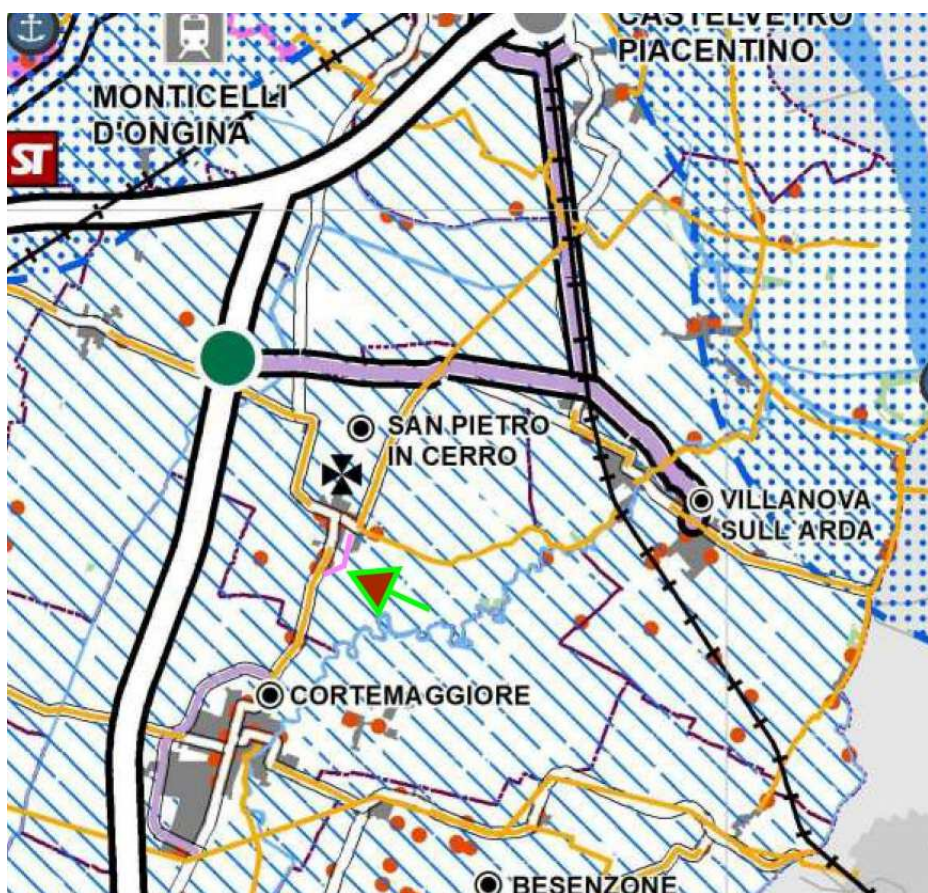 CASTELVETRO
PIACENTINO
MONTICELLI
D'ONGINA
ST
SAN PIETRO
IN CERRO
VILLANOVA
SULL'ARDA
CORTEMAGGIORE
BESENZONE